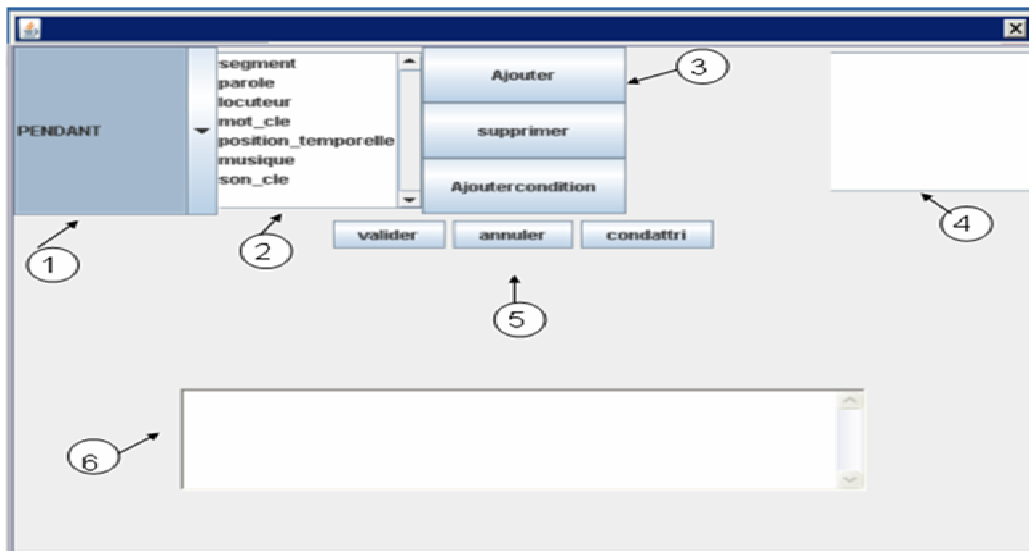 segment
parole
locuteur
mot_cle
position_temporelle
musique
son_cle
PENDANT
Ajouter
supprimer
Ajoutercondition
3
4
1
2
valider
annuler
condattri
5
6